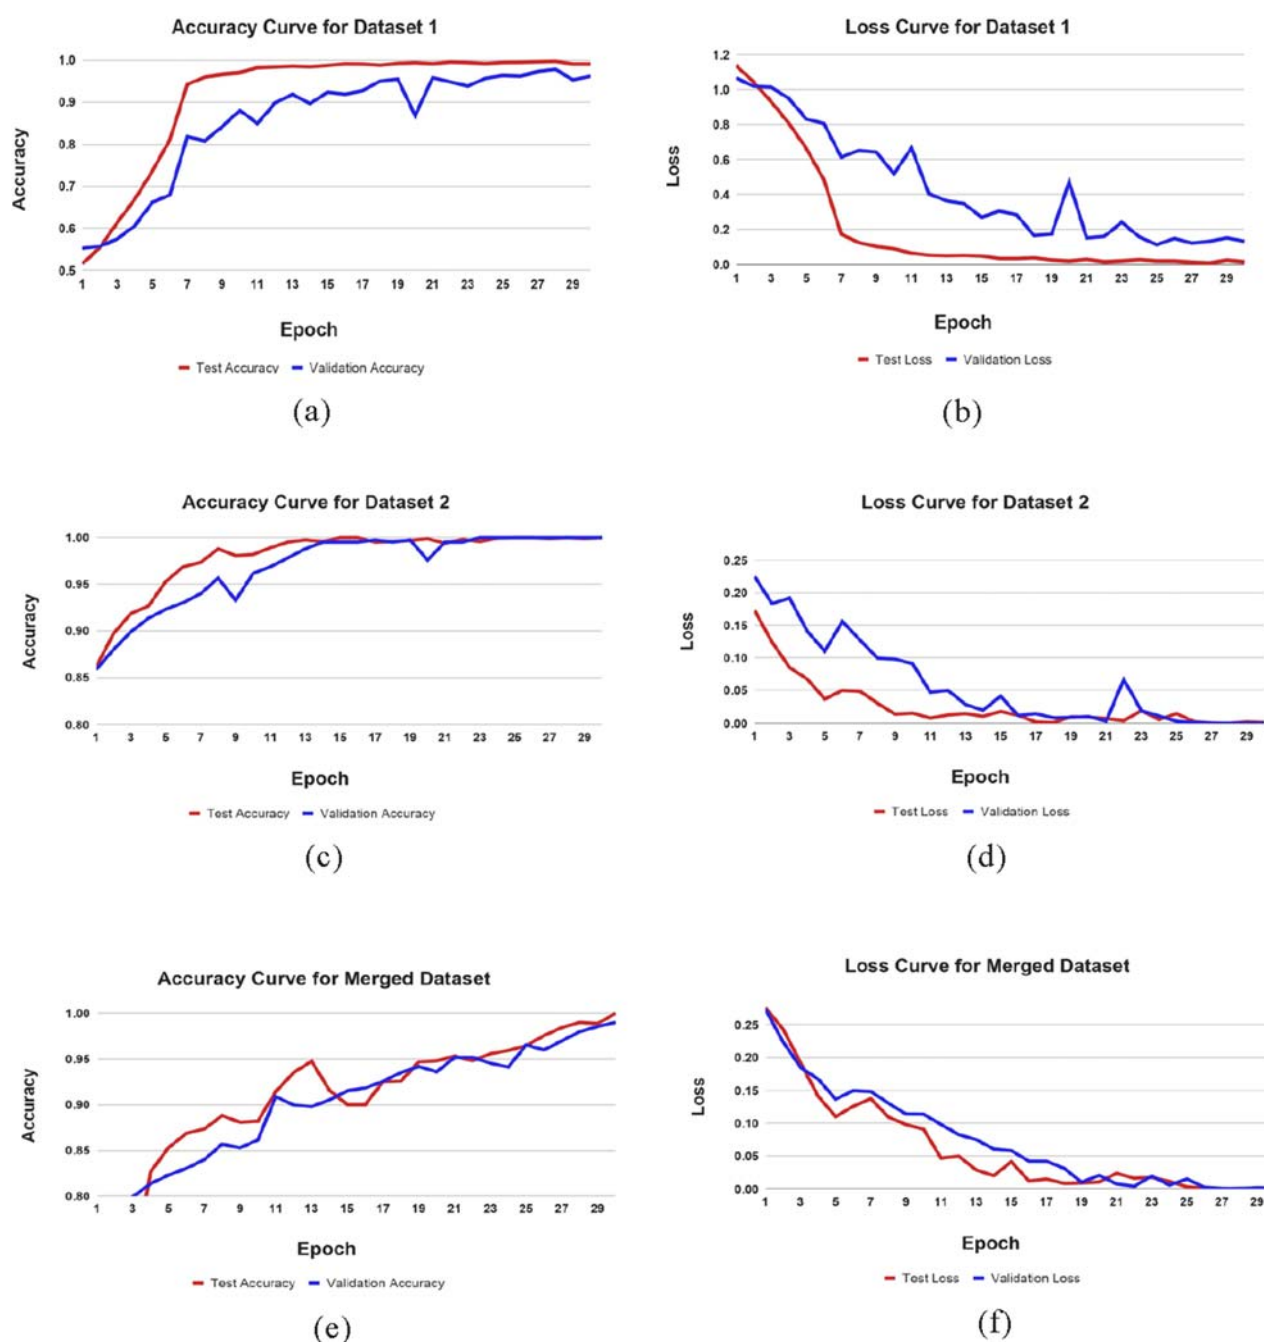 Accuracy Curve for Dataset 1
1.0
0.9
0.8
0.7
0.6
0.5
Accuracy
1 3 5 7 9 11 13 15 17 19 21 23 25 27 29
Epoch
Test Accuracy Validation Accuracy
(a)
Loss Curve for Dataset 1
1.2
1.0
0.8
0.6
0.4
0.2
0.0
Loss
1 3 5 7 9 11 13 15 17 19 21 23 25 27 29
Epoch
Test Loss Validation Loss
(b)
Accuracy Curve for Dataset 2
1.00
0.95
0.90
0.85
0.80
Accuracy
1 3 5 7 9 11 13 15 17 19 21 23 25 27 29
Epoch
Test Accuracy Validation Accuracy
(c)
Loss Curve for Dataset 2
0.25
0.20
0.15
0.10
0.05
0.00
Loss
1 3 5 7 9 11 13 15 17 19 21 23 25 27 29
Epoch
Test Loss Validation Loss
(d)
Accuracy Curve for Merged Dataset
1.00
0.95
0.90
0.85
0.80
Accuracy
1 3 5 7 9 11 13 15 17 19 21 23 25 27 29
Epoch
Test Accuracy Validation Accuracy
(e)
Loss Curve for Merged Dataset
0.25
0.20
0.15
0.10
0.05
0.00
Loss
1 3 5 7 9 11 13 15 17 19 21 23 25 27 29
Epoch
Test Loss Validation Loss
(f)